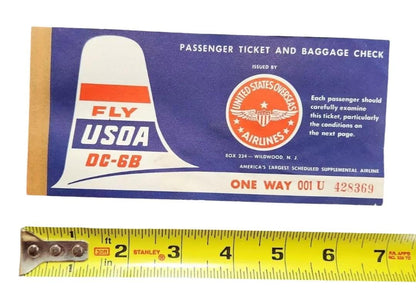 PASSENGER TICKET AND BAGGAGE CHECK
ISSUED BY
UNITED STATES OVERSEAS
AIRLINES
BOX 224 – WILDWOOD, N. J.
AMERICA'S LARGEST SCHEDULED SUPPLEMENTAL AIRLINE
Each passenger should
carefully examine
this ticket, particularly
the conditions on
the next page.
FLY
USOA
DC-6B
ONE WAY 001 U 428369
ft
1 2 STANLEY 3 4 5 6 7